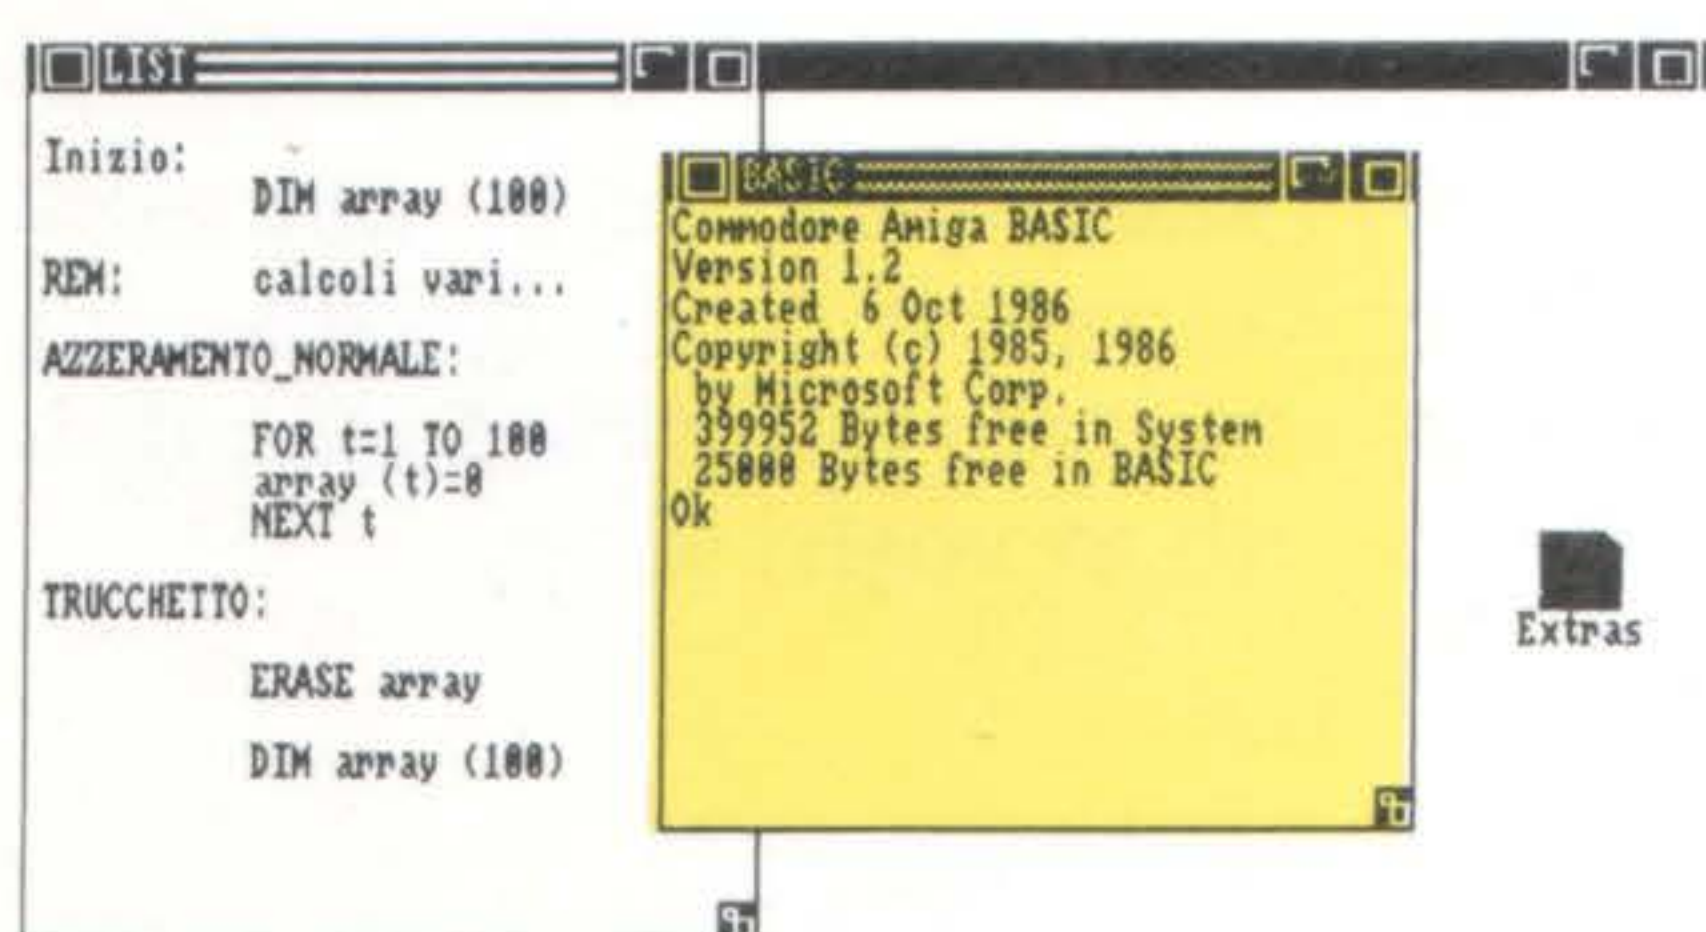 LIST
Inizio:
DIM array (100)
REM: calcoli vari...
AZZERAMENTO_NORMALE:
FOR t=1 TO 100
array (t)=0
NEXT t
TRUCCHETTO:
ERASE array
DIM array (100)
BASIC
Commodore Amiga BASIC
Version 1.2
Created 6 Oct 1986
Copyright (c) 1985, 1986
by Microsoft Corp.
399952 Bytes free in System
25000 Bytes free in BASIC
Ok
Extras